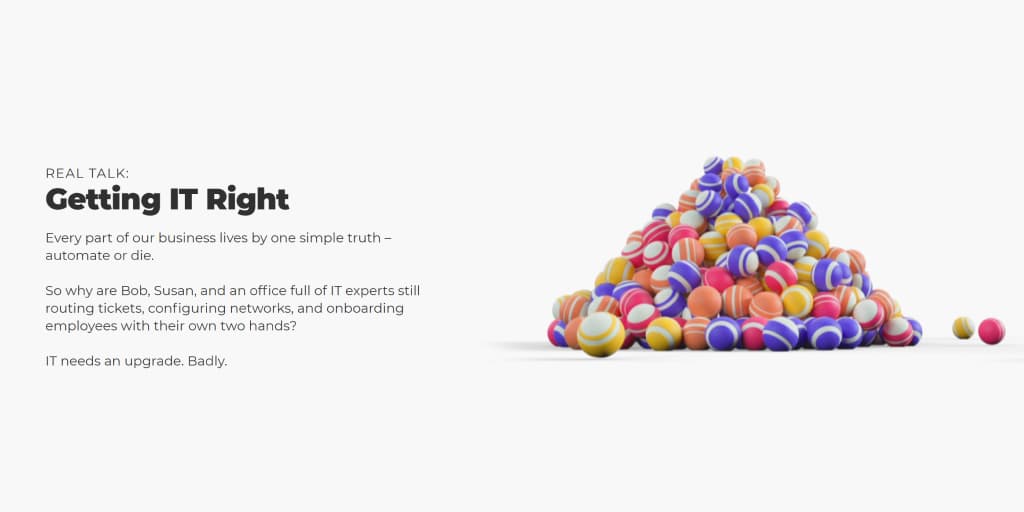 REAL TALK:
Getting IT Right
Every part of our business lives by one simple truth –
automate or die.
So why are Bob, Susan, and an office full of IT experts still
routing tickets, configuring networks, and onboarding
employees with their own two hands?
IT needs an upgrade. Badly.